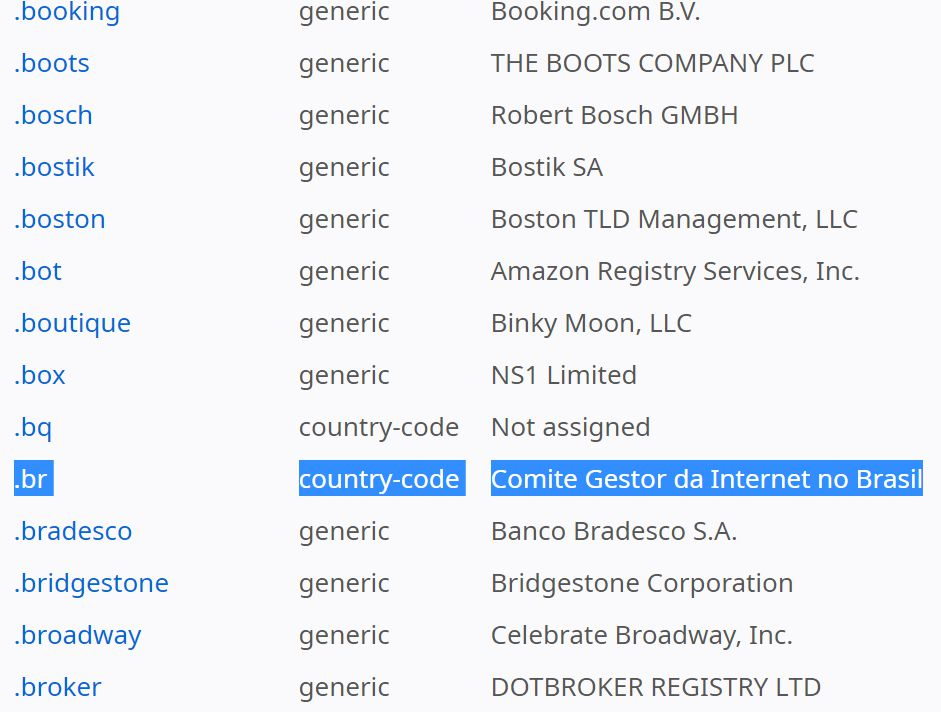 .booking generic Booking.com B.V.
.boots generic THE BOOTS COMPANY PLC
.bosch generic Robert Bosch GMBH
.bostik generic Bostik SA
.boston generic Boston TLD Management, LLC
.bot generic Amazon Registry Services, Inc.
.boutique generic Binky Moon, LLC
.box generic NS1 Limited
.bq country-code Not assigned
.br country-code Comite Gestor da Internet no Brasil
.bradesco generic Banco Bradesco S.A.
.bridgestone generic Bridgestone Corporation
.broadway generic Celebrate Broadway, Inc.
.broker generic DOTBROKER REGISTRY LTD